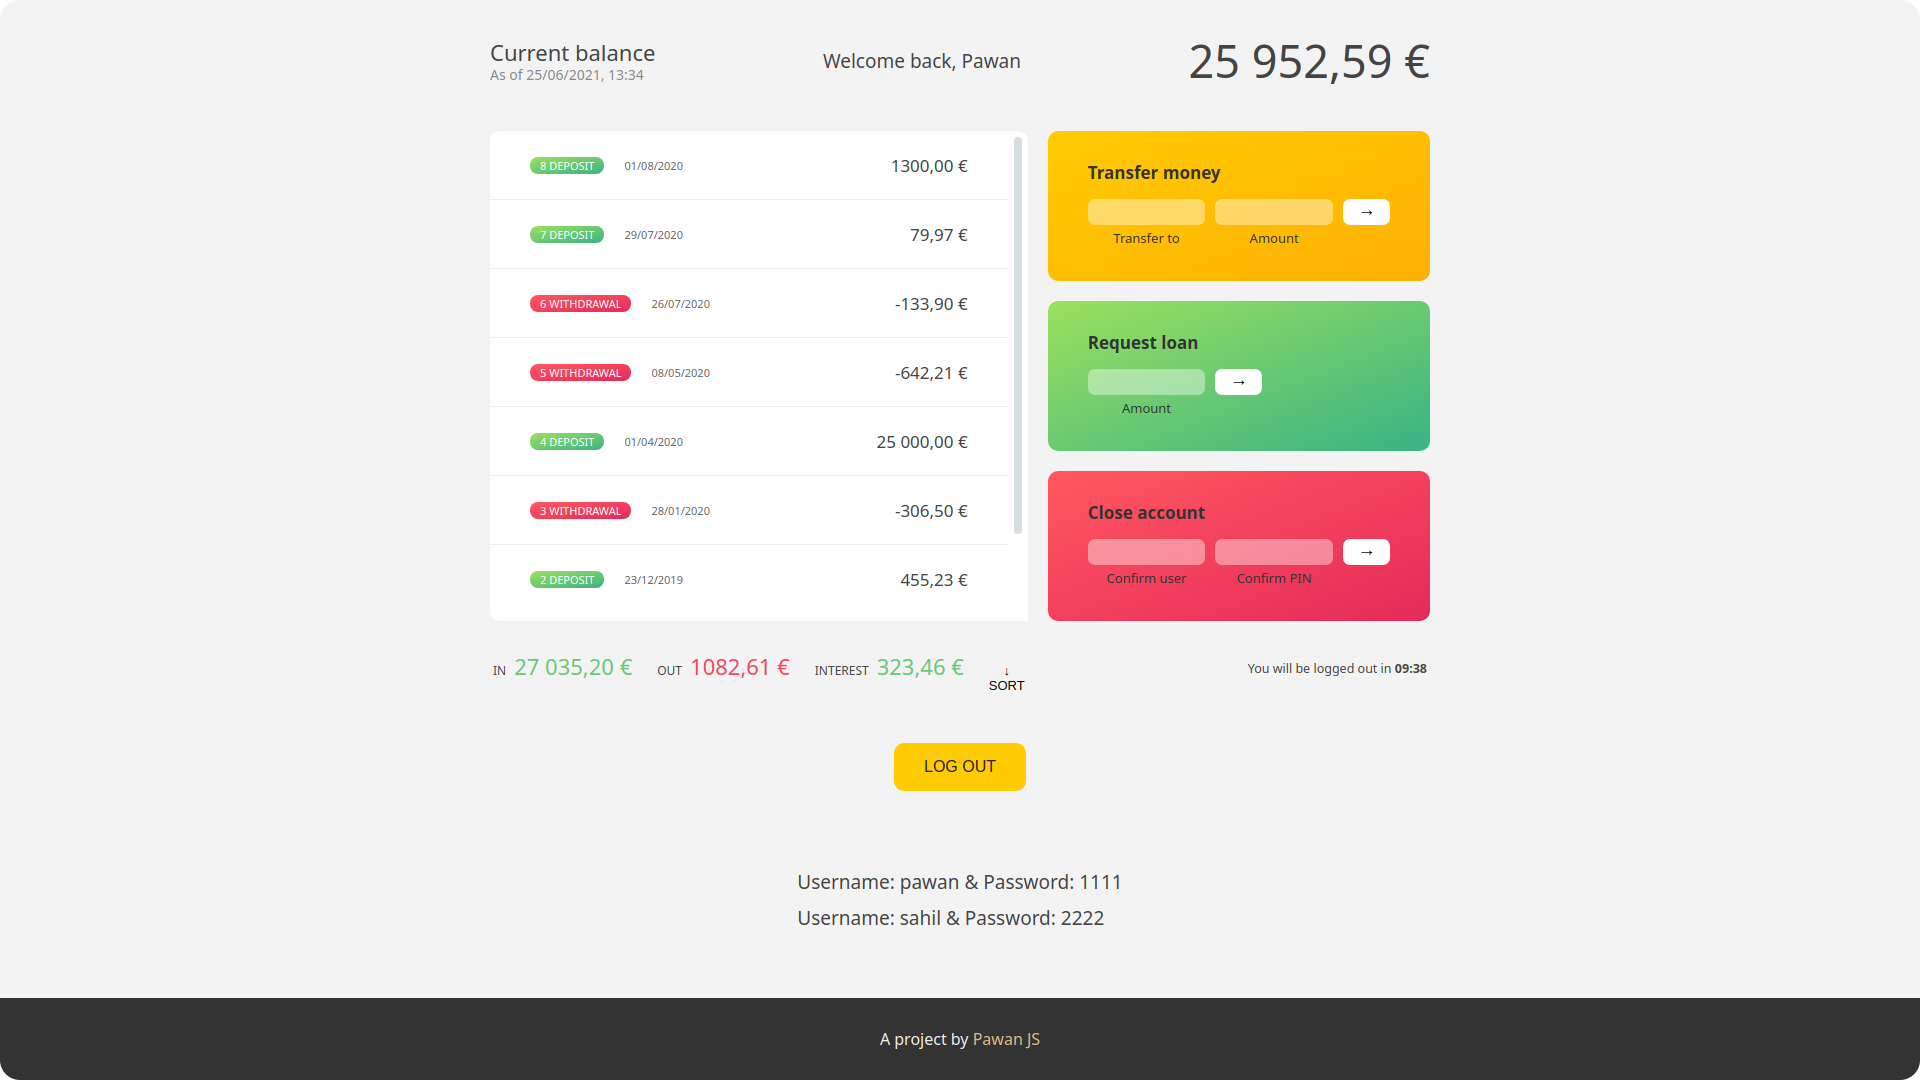 Current balance
As of 25/06/2021, 13:34
Welcome back, Pawan
25 952,59 €
8 DEPOSIT 01/08/2020 1300,00 €
7 DEPOSIT 29/07/2020 79,97 €
6 WITHDRAWAL 26/07/2020 -133,90 €
5 WITHDRAWAL 08/05/2020 -642,21 €
4 DEPOSIT 01/04/2020 25 000,00 €
3 WITHDRAWAL 28/01/2020 -306,50 €
2 DEPOSIT 23/12/2019 455,23 €
Transfer money
→
Transfer to Amount
Request loan
→
Amount
Close account
→
Confirm user Confirm PIN
IN 27 035,20 € OUT 1082,61 € INTEREST 323,46 € ↓
SORT
You will be logged out in 09:38
LOG OUT
Username: pawan & Password: 1111
Username: sahil & Password: 2222
A project by Pawan JS